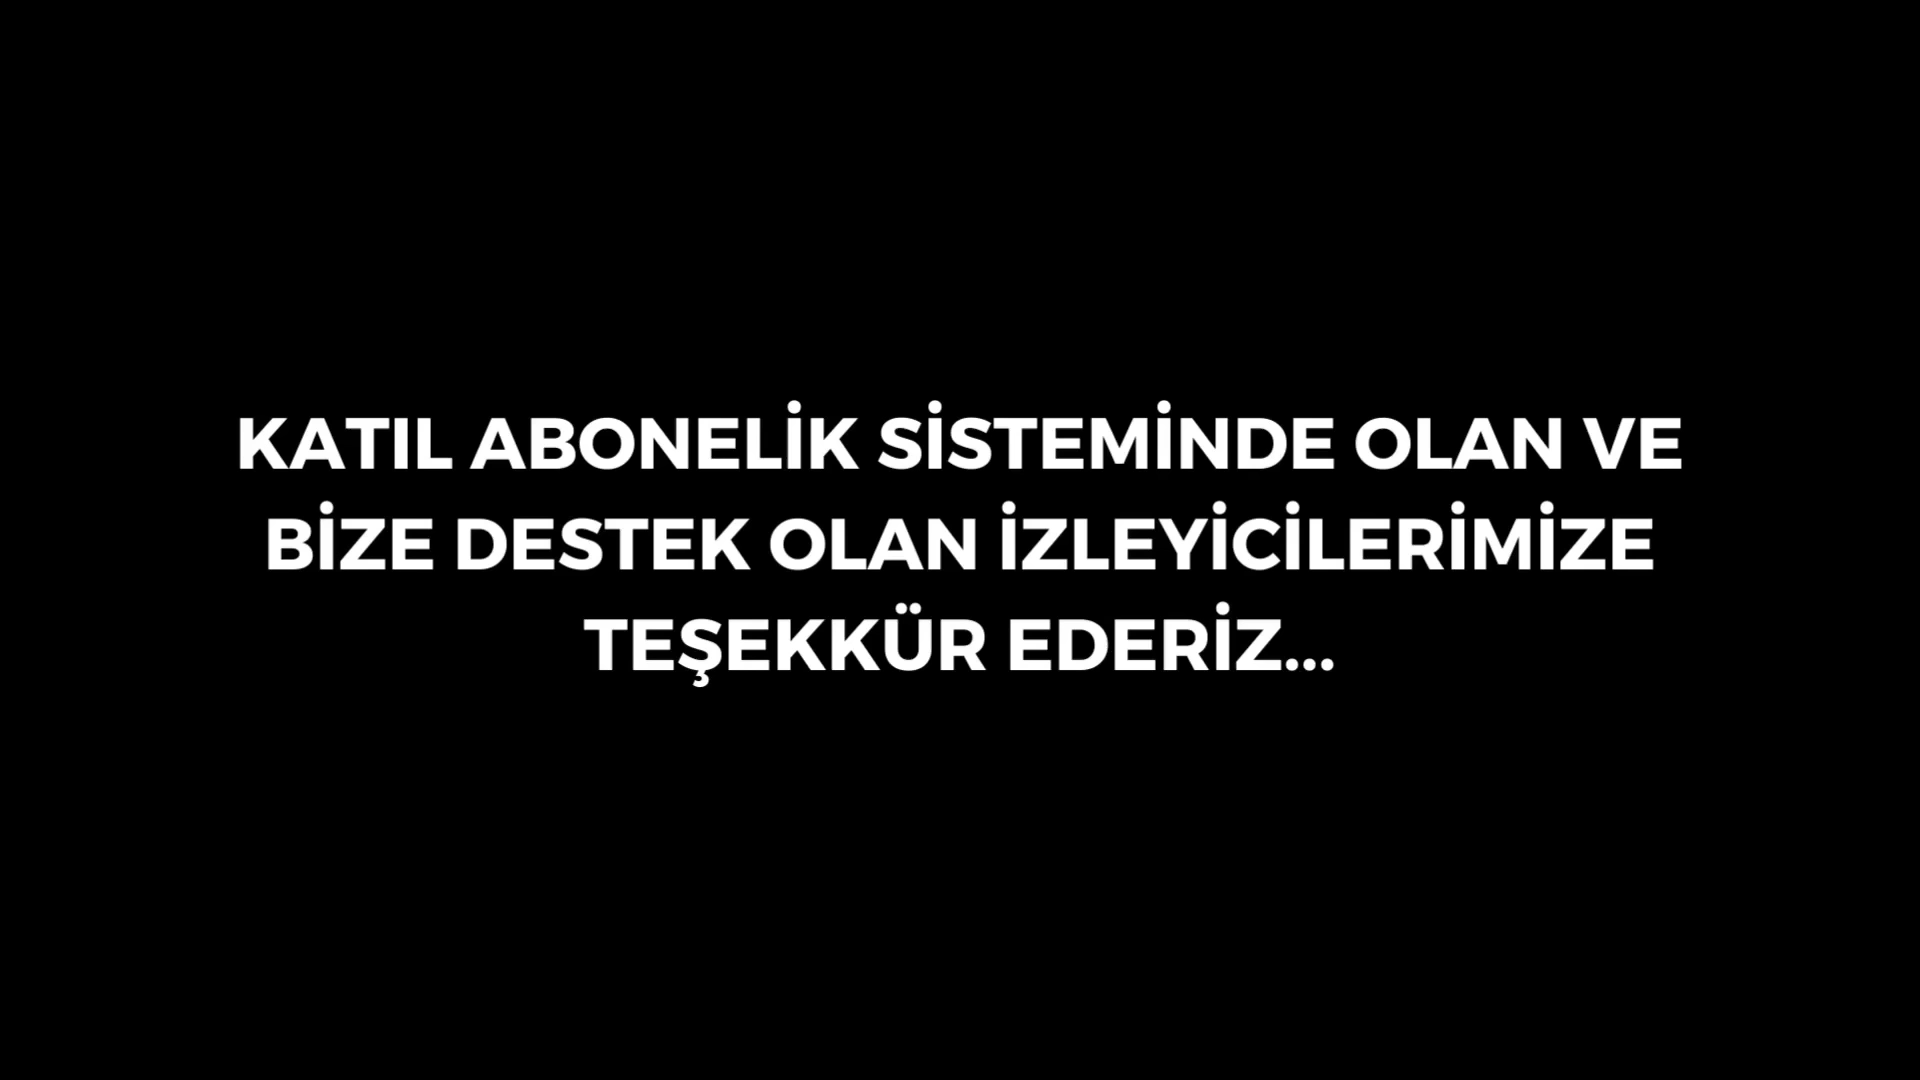 KATIL ABONELİK SİSTEMİNDE OLAN VE
BİZE DESTEK OLAN İZLEYİCİLERİMİZE
TEŞEKKÜR EDERİZ...